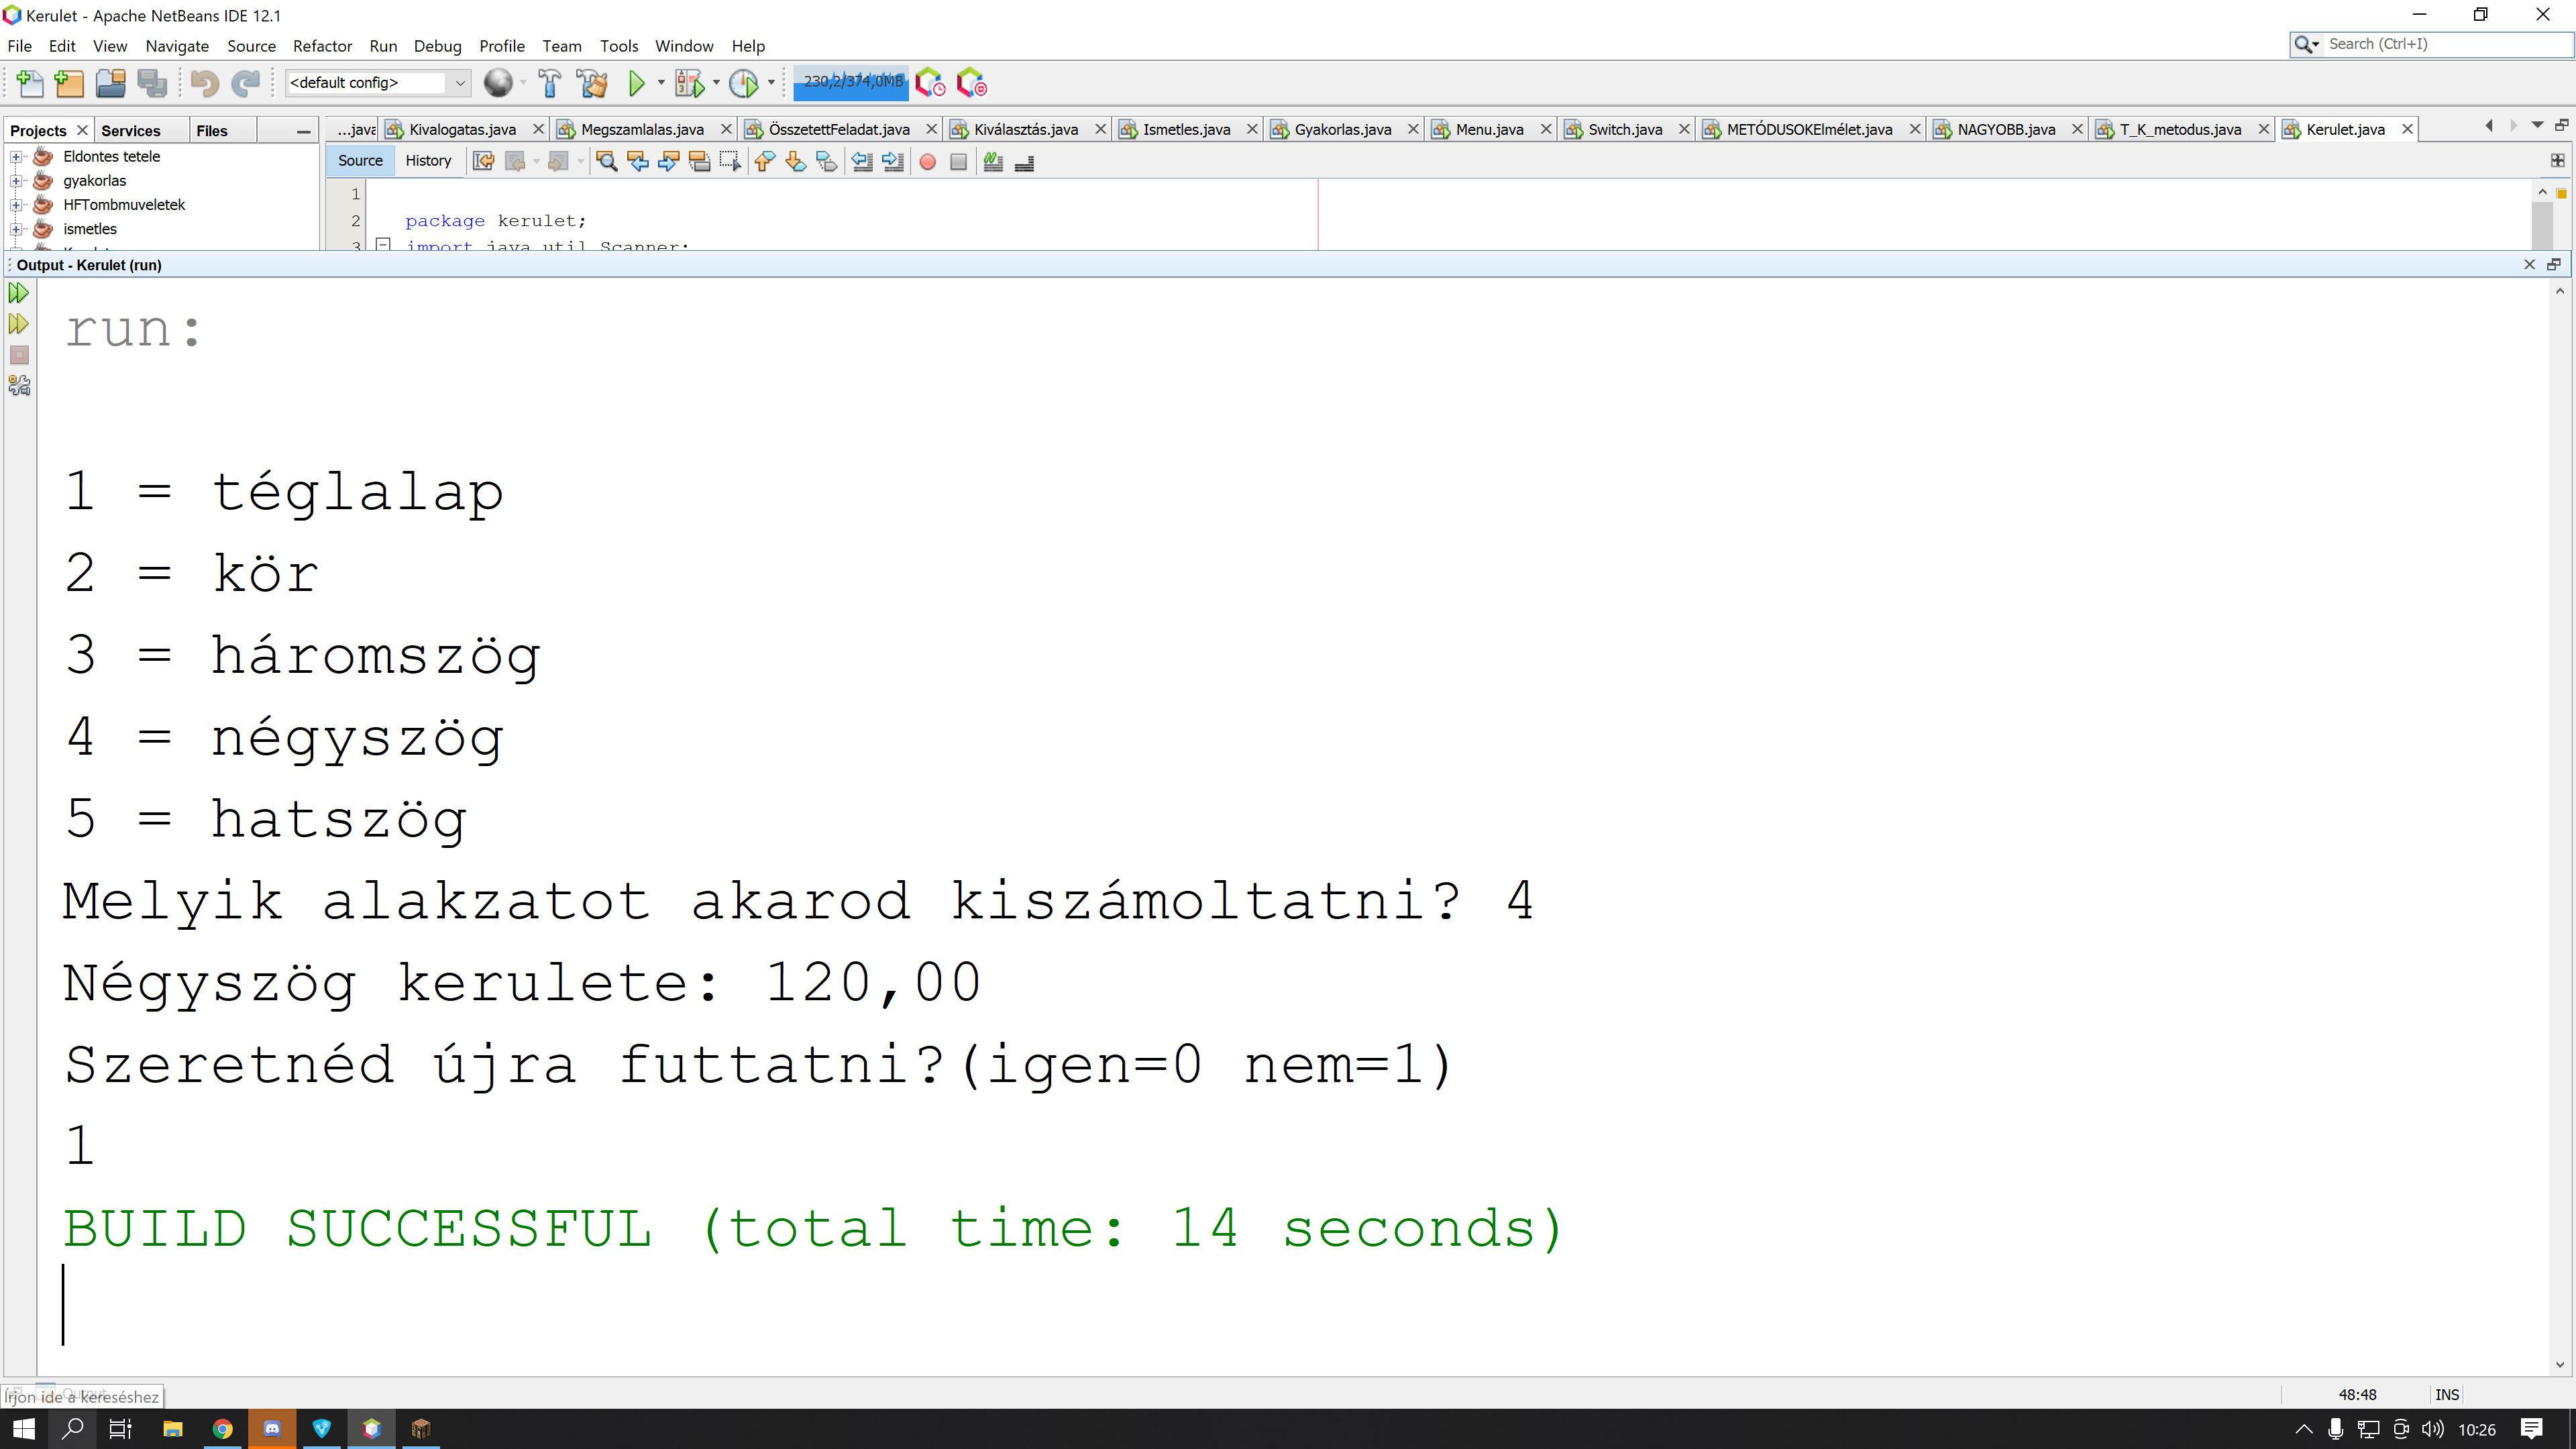 Kerulet - Apache NetBeans IDE 12.1
File Edit View Navigate Source Refactor Run Debug Profile Team Tools Window Help
Search (Ctrl+I)
<default config>
230,2/374,0MB
Projects Services Files
...java Kivalogatas.java Megszamlalas.java ÖsszetettFeladat.java Kiválasztás.java Ismetles.java Gyakorlas.java Menu.java Switch.java METÓDUSOKElmélet.java NAGYOBB.java T_K_metodus.java Kerulet.java
Eldontes tetele
gyakorlas
HFTombmuveletek
ismetles
Source History
1
2 package kerulet;
3 import java.util.Scanner;
Output - Kerulet (run)
run:
1 = téglalap
2 = kör
3 = háromszög
4 = négyszög
5 = hatszög
Melyik alakzatot akarod kiszámoltatni? 4
Négyszög kerulete: 120,00
Szeretnéd újra futtatni?(igen=0 nem=1)
1
BUILD SUCCESSFUL (total time: 14 seconds)
Írjon ide a kereséshez
48:48 INS
10:26